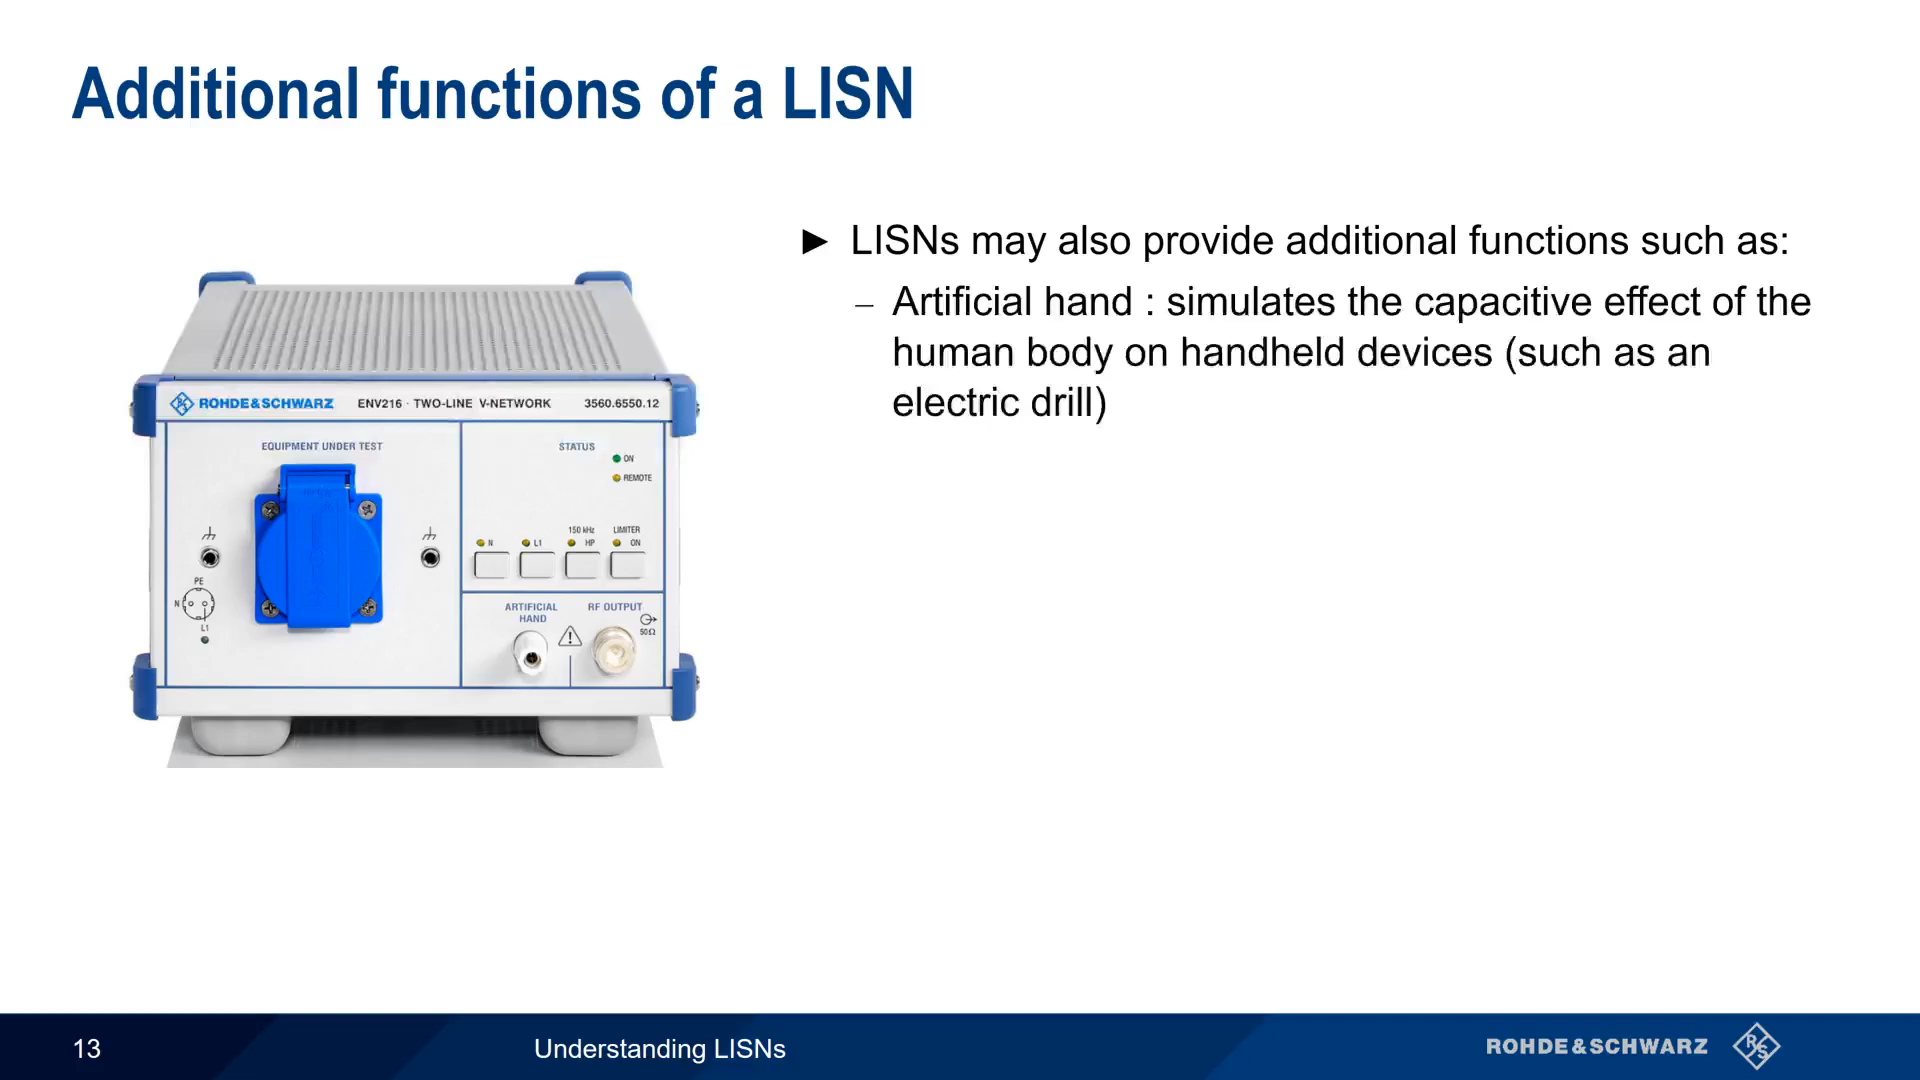 Additional functions of a LISN
► LISNs may also provide additional functions such as:
– Artificial hand : simulates the capacitive effect of the
human body on handheld devices (such as an
electric drill)
ROHDE&SCHWARZ ENV216 · TWO-LINE V-NETWORK 3560.6550.12
EQUIPMENT UNDER TEST
STATUS
ON
REMOTE
150 kHz LIMITER
N L1 HP ON
PE
N
L1
ARTIFICIAL
HAND
RF OUTPUT
50Ω
13 Understanding LISNs ROHDE&SCHWARZ